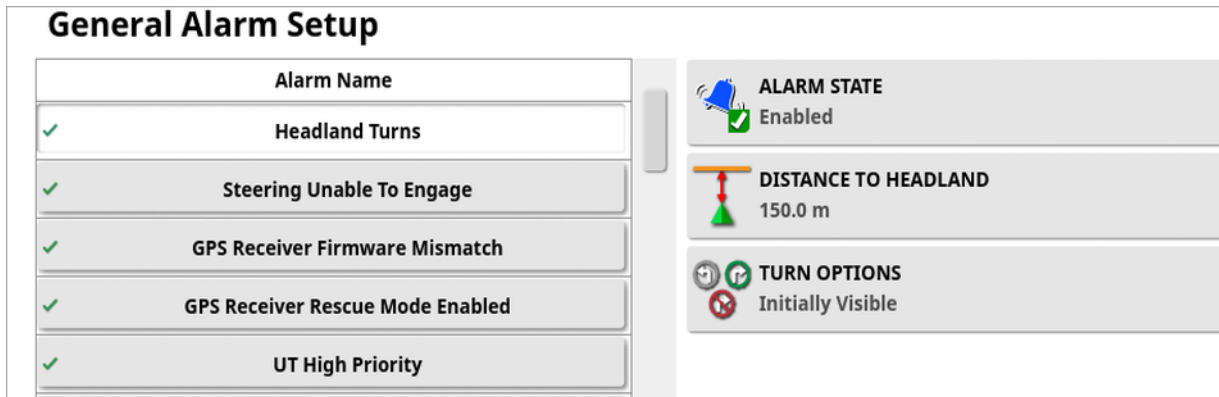 General Alarm Setup
Alarm Name
Headland Turns
Steering Unable To Engage
GPS Receiver Firmware Mismatch
GPS Receiver Rescue Mode Enabled
UT High Priority
ALARM STATE
Enabled
DISTANCE TO HEADLAND
150.0 m
TURN OPTIONS
Initially Visible